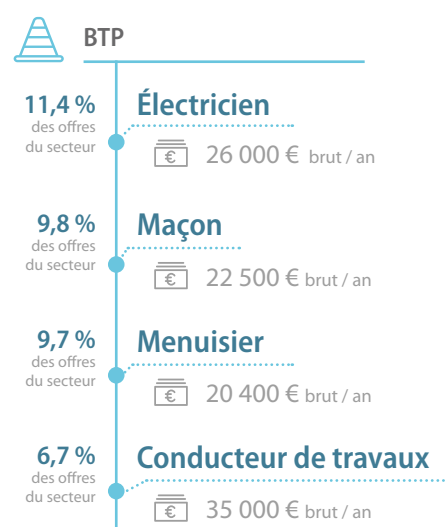 BTP
11,4 %
des offres
du secteur
Électricien
€ 26 000 € brut / an
9,8 %
des offres
du secteur
Maçon
€ 22 500 € brut / an
9,7 %
des offres
du secteur
Menuisier
€ 20 400 € brut / an
6,7 %
des offres
du secteur
Conducteur de travaux
€ 35 000 € brut / an